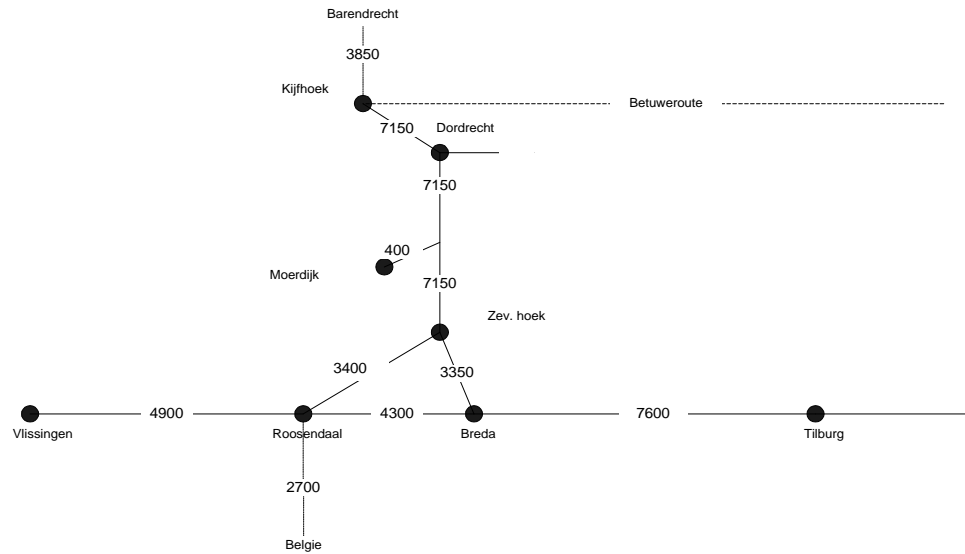 Barendrecht
3850
Kijfhoek
Betuweroute
7150
Dordrecht
7150
400
Moerdijk
7150
Zev. hoek
3400
3350
4900
4300
7600
Vlissingen
Roosendaal
Breda
Tilburg
2700
Belgie